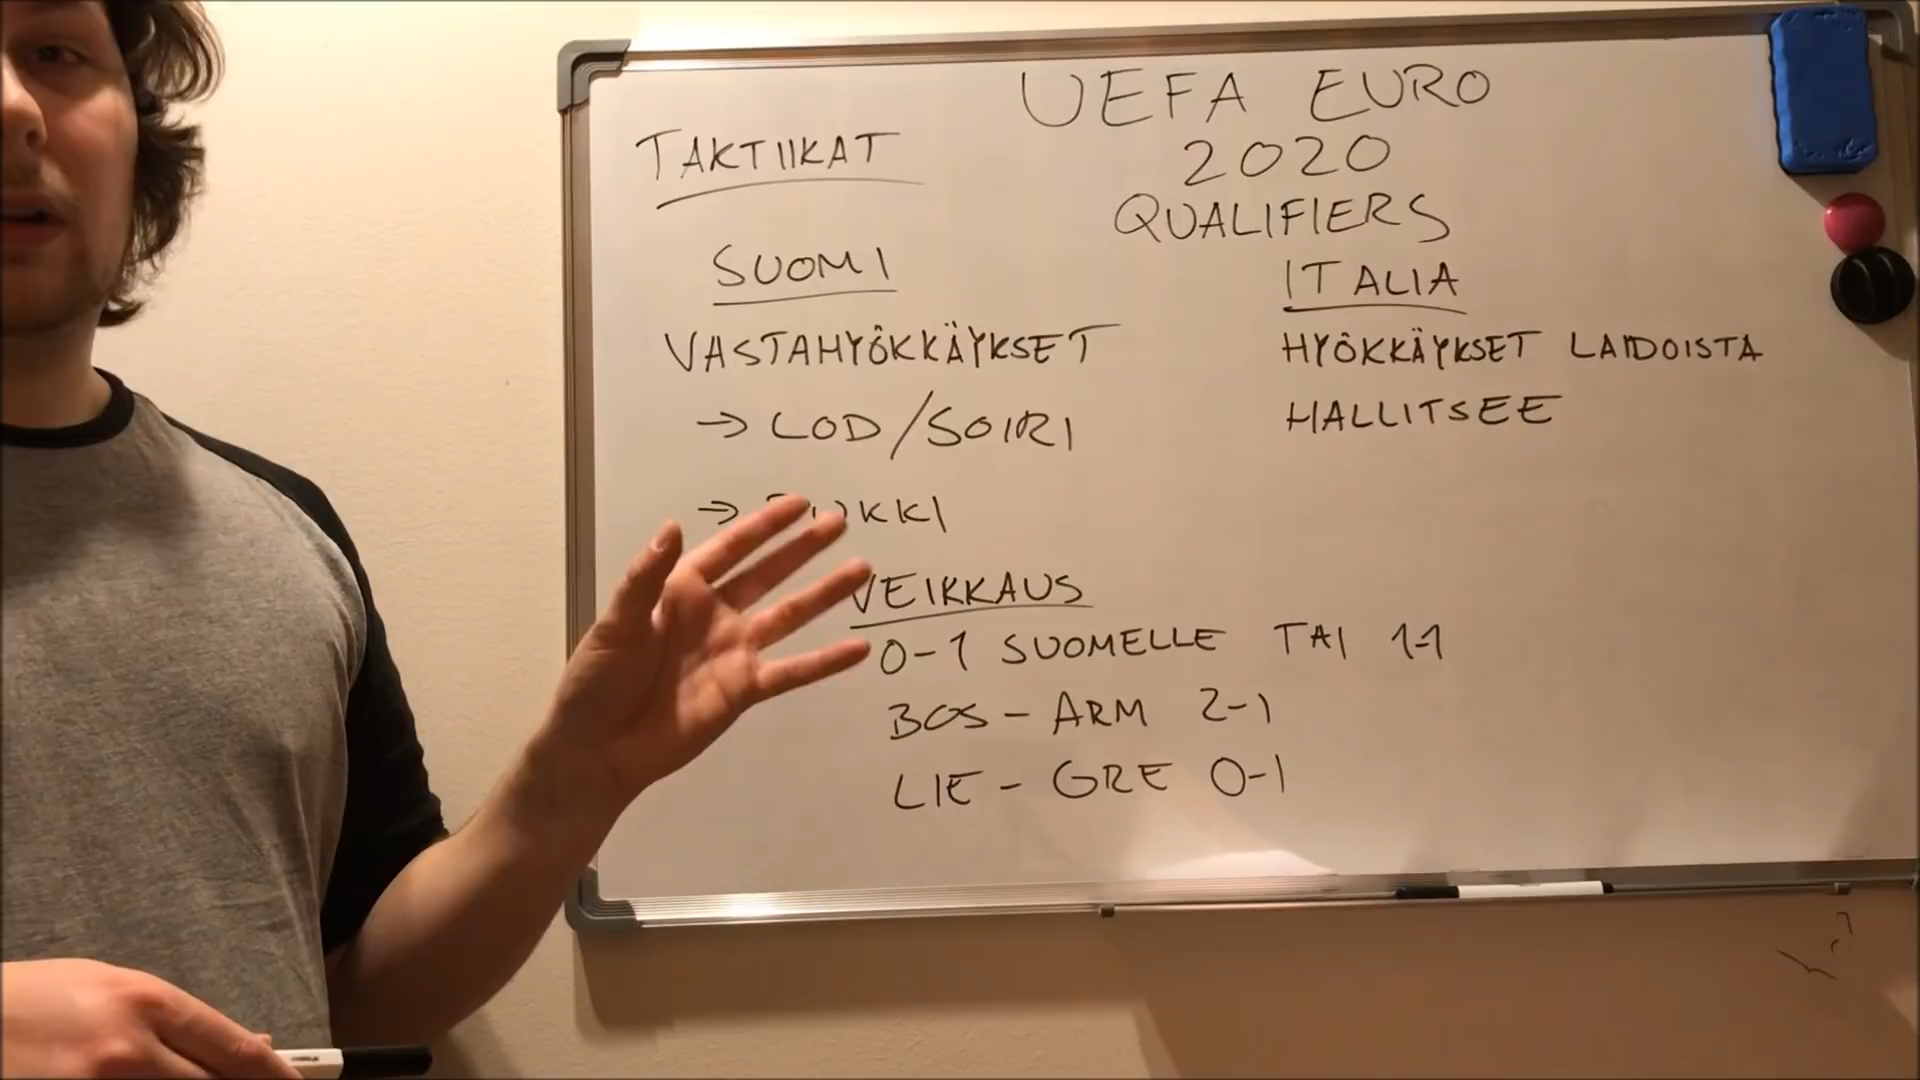 UEFA EURO
2020
QUALIFIERS
TAKTIIKAT
SUOMI
VASTAHYÖKKÄYKSET
→ LOD/SOIRI
→
ITALIA
HYÖKKÄYKSET LAIDOISTA
HALLITSEE
VEIKKAUS
0-1 SUOMELLE TAI 1-1
BOS - ARM 2-1
LIE - GRE 0-1